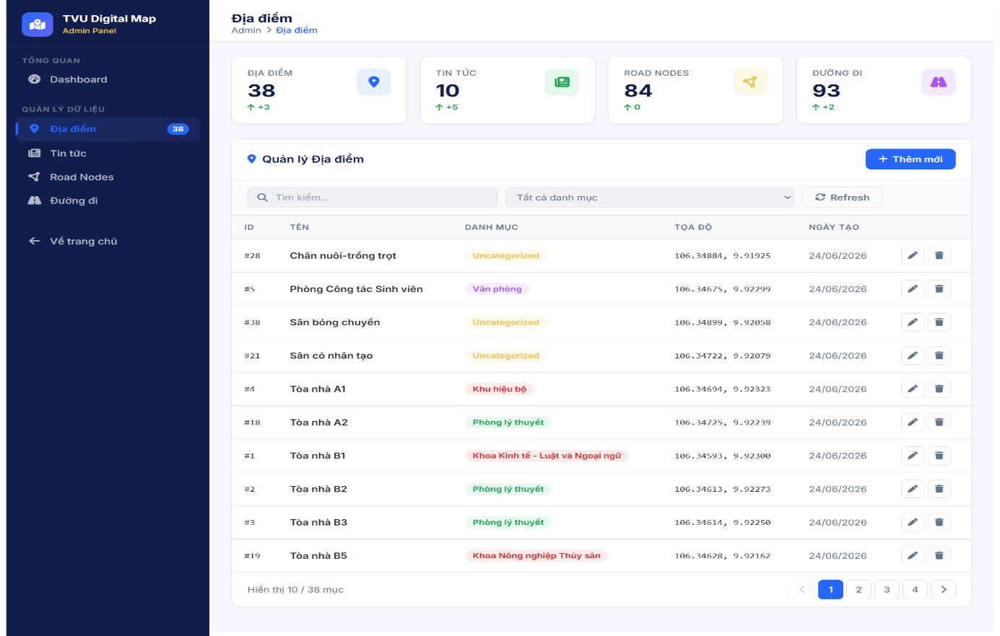 TVU Digital Map
Admin Panel
TỔNG QUAN
Dashboard
QUẢN LÝ DỮ LIỆU
Địa điểm 38
Tin tức
Road Nodes
Đường đi
Về trang chủ
Địa điểm
Admin > Địa điểm
ĐỊA ĐIỂM
38
↑ +3
TIN TỨC
10
↑ +5
ROAD NODES
84
↑ 0
ĐƯỜNG ĐI
93
↑ +2
Quản lý Địa điểm
+ Thêm mới
Tìm kiếm...
Tất cả danh mục
Refresh
ID TÊN DANH MỤC TỌA ĐỘ NGÀY TẠO
#28 Chăn nuôi-trồng trọt Uncategorized 106.34884, 9.91925 24/06/2026
#5 Phòng Công tác Sinh viên Văn phòng 106.34675, 9.92299 24/06/2026
#38 Sân bóng chuyền Uncategorized 106.34899, 9.92058 24/06/2026
#21 Sân cỏ nhân tạo Uncategorized 106.34722, 9.92079 24/06/2026
#4 Tòa nhà A1 Khu hiệu bộ 106.34694, 9.92323 24/06/2026
#18 Tòa nhà A2 Phòng lý thuyết 106.34725, 9.92239 24/06/2026
#1 Tòa nhà B1 Khoa Kinh tế - Luật và Ngoại ngữ 106.34593, 9.92300 24/06/2026
#2 Tòa nhà B2 Phòng lý thuyết 106.34613, 9.92273 24/06/2026
#3 Tòa nhà B3 Phòng lý thuyết 106.34614, 9.92250 24/06/2026
#19 Tòa nhà B5 Khoa Nông nghiệp Thủy sản 106.34628, 9.92162 24/06/2026
Hiển thị 10 / 38 mục
< 1 2 3 4 >